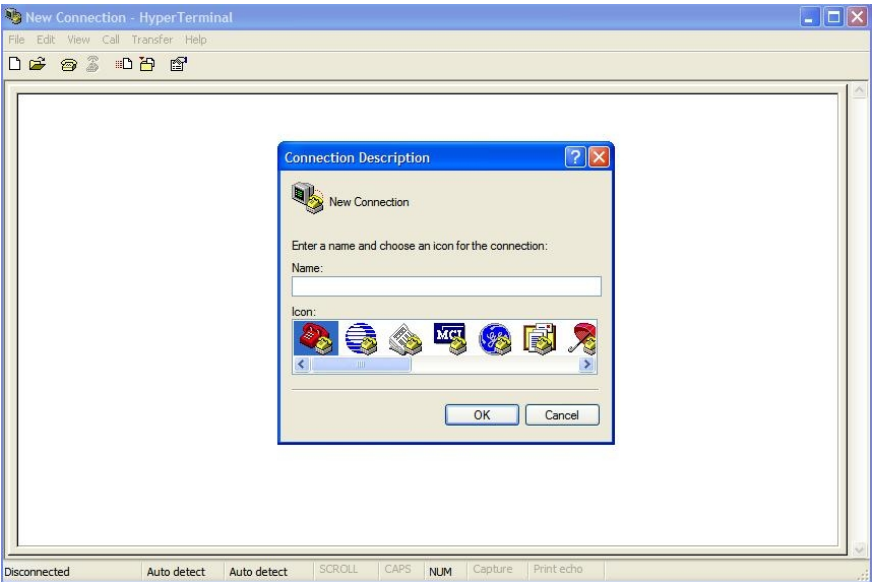 New Connection - HyperTerminal
File Edit View Call Transfer Help
Connection Description
New Connection
Enter a name and choose an icon for the connection:
Name:
Icon:
MCI
OK Cancel
Disconnected Auto detect Auto detect SCROLL CAPS NUM Capture Print echo